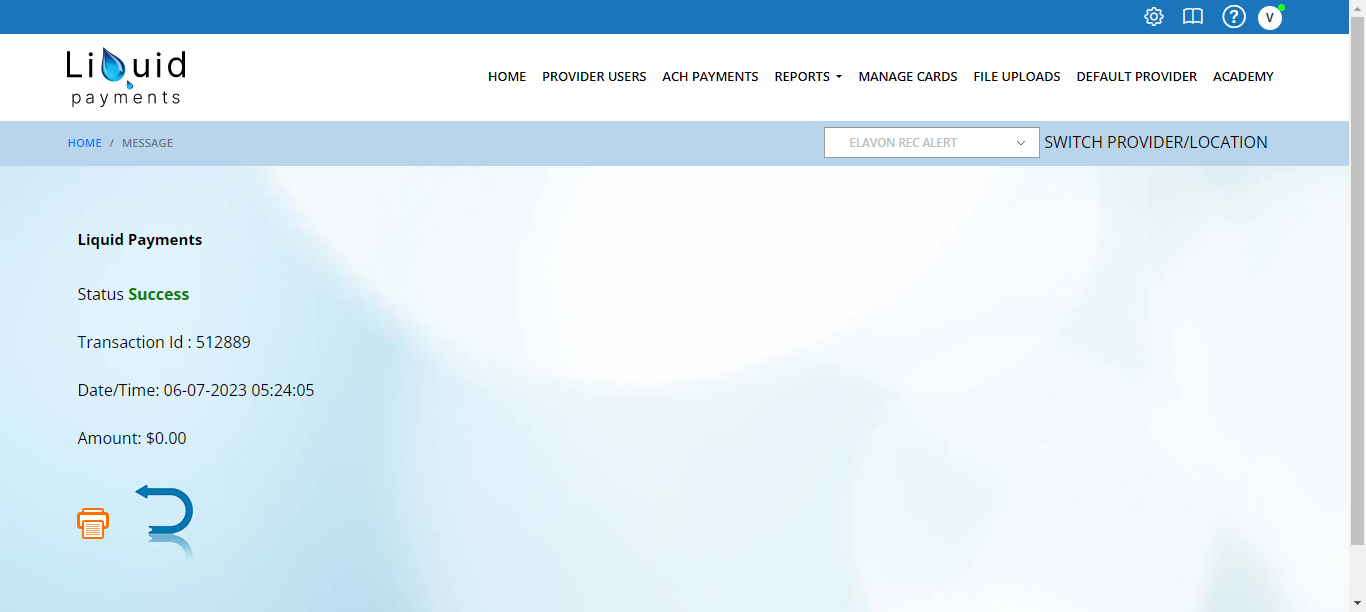 ? V
Liquid
payments
HOME PROVIDER USERS ACH PAYMENTS REPORTS MANAGE CARDS FILE UPLOADS DEFAULT PROVIDER ACADEMY
HOME / MESSAGE ELAVON REC ALERT SWITCH PROVIDER/LOCATION
Liquid Payments
Status Success
Transaction Id : 512889
Date/Time: 06-07-2023 05:24:05
Amount: $0.00